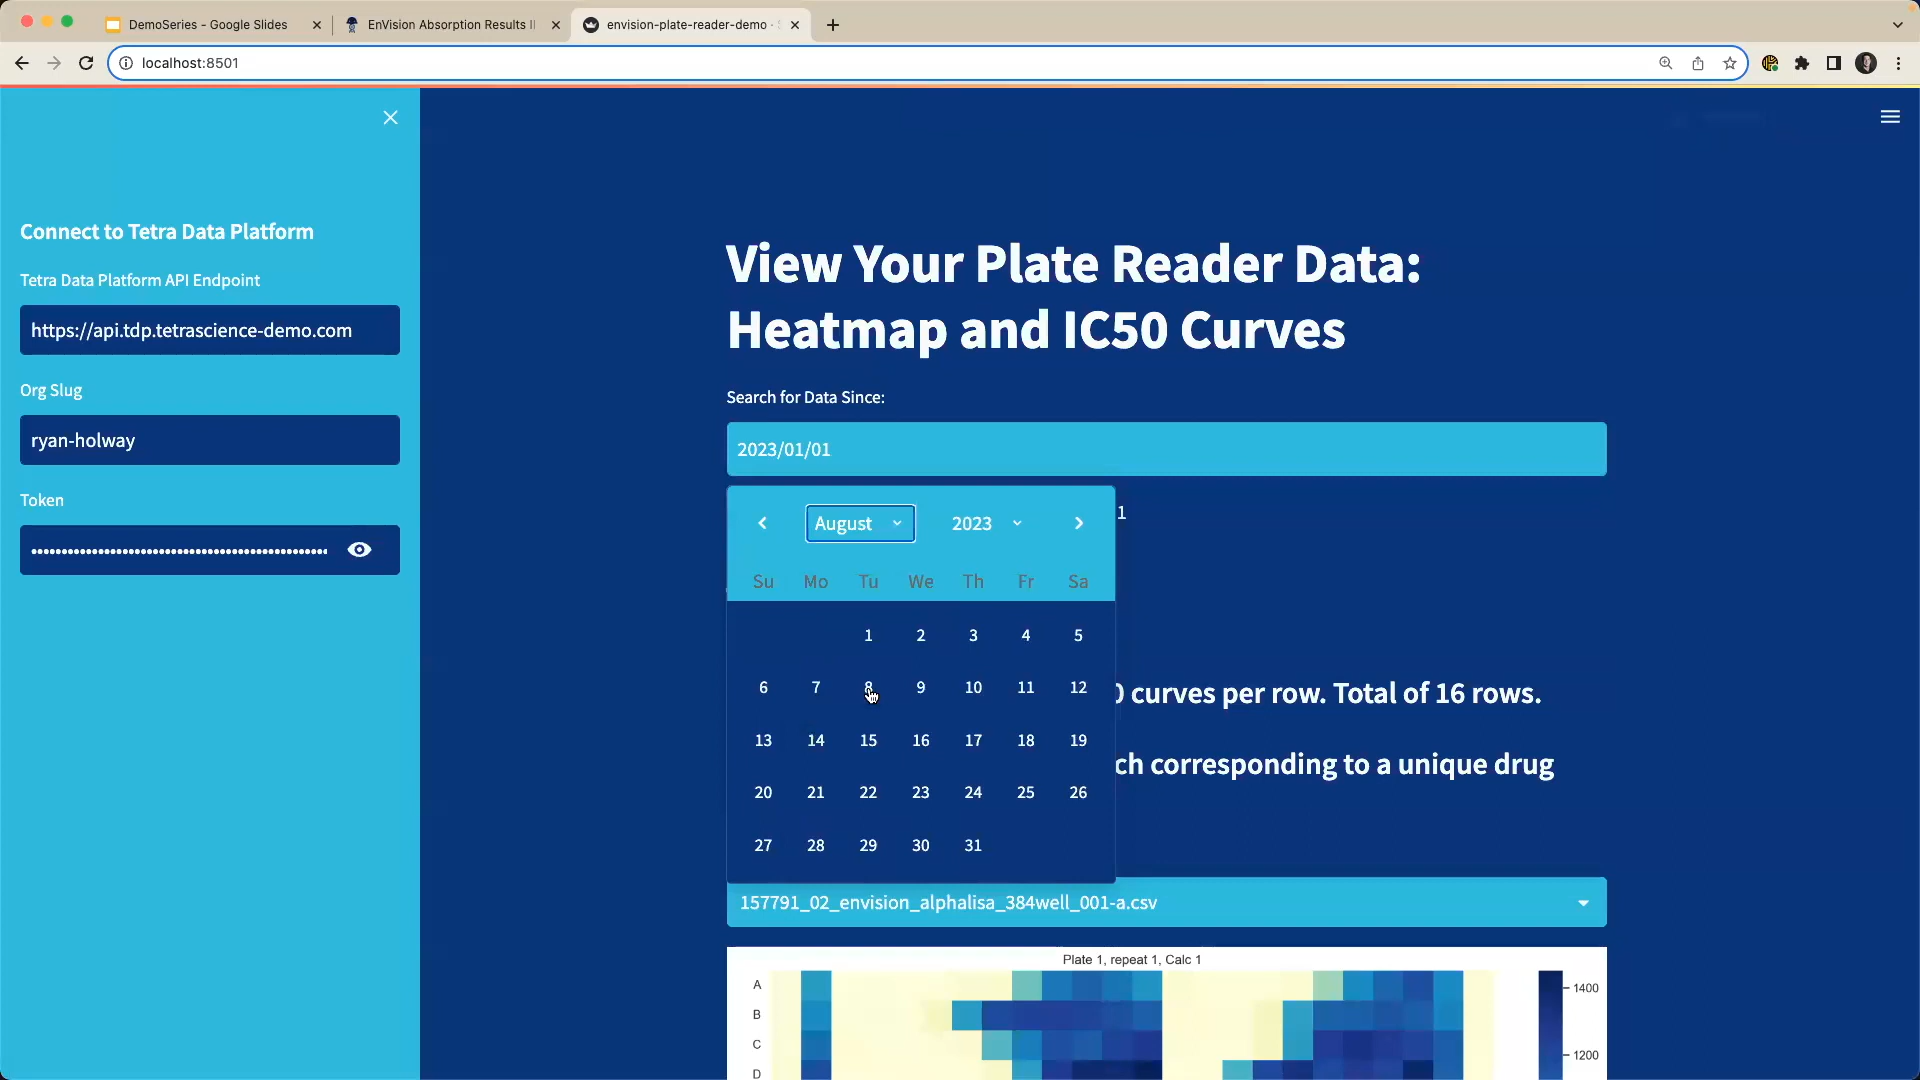 DemoSeries - Google Slides
EnVision Absorption Results II
envision-plate-reader-demo ·
localhost:8501
Connect to Tetra Data Platform
Tetra Data Platform API Endpoint
https://api.tdp.tetrascience-demo.com
Org Slug
ryan-holway
Token
View Your Plate Reader Data:
Heatmap and IC50 Curves
Search for Data Since:
2023/01/01
August 2023
1
Su Mo Tu We Th Fr Sa
1 2 3 4 5
6 7 8 9 10 11 12
13 14 15 16 17 18 19
20 21 22 23 24 25 26
27 28 29 30 31
curves per row. Total of 16 rows.
ch corresponding to a unique drug
157791_02_envision_alphalisa_384well_001-a.csv
Plate 1, repeat 1, Calc 1
A
B
C
D
1400
1200